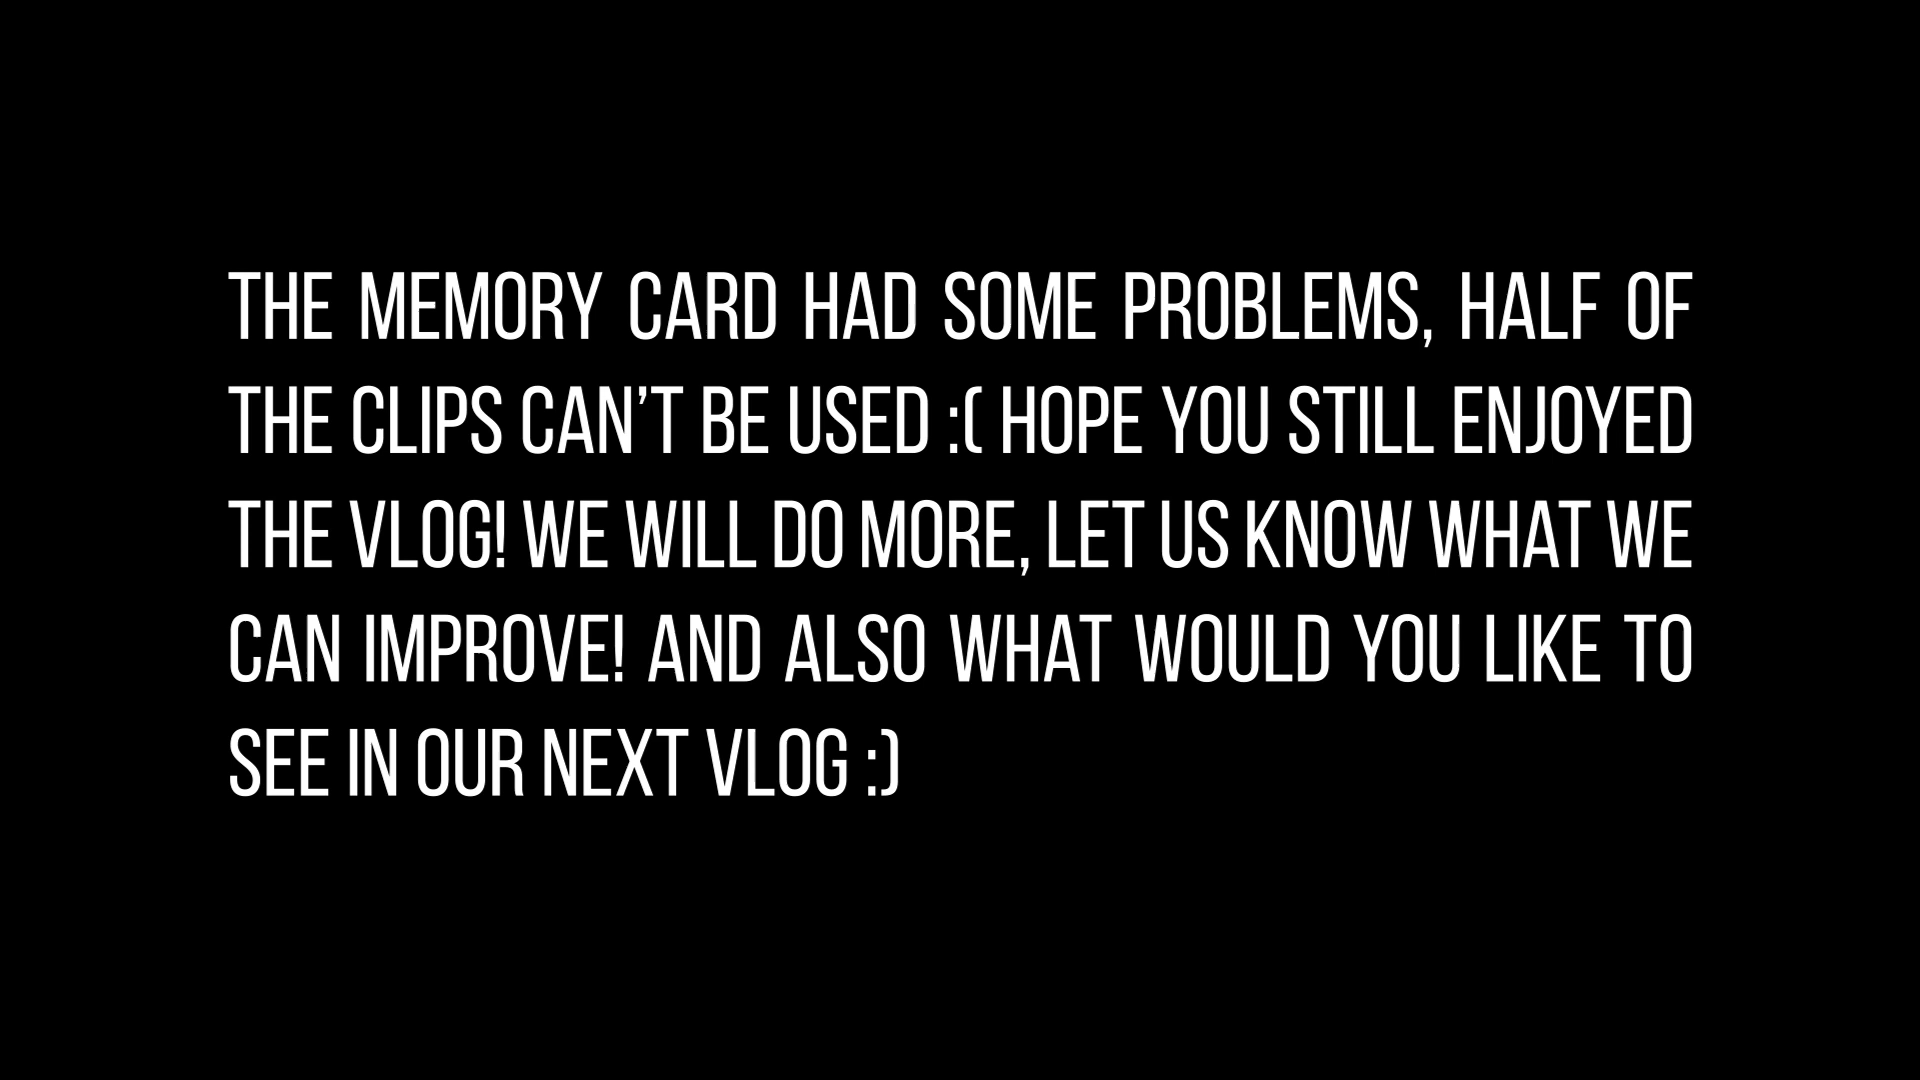 THE MEMORY CARD HAD SOME PROBLEMS, HALF OF
THE CLIPS CAN’T BE USED :( HOPE YOU STILL ENJOYED
THE VLOG! WE WILL DO MORE, LET US KNOW WHAT WE
CAN IMPROVE! AND ALSO WHAT WOULD YOU LIKE TO
SEE IN OUR NEXT VLOG :)